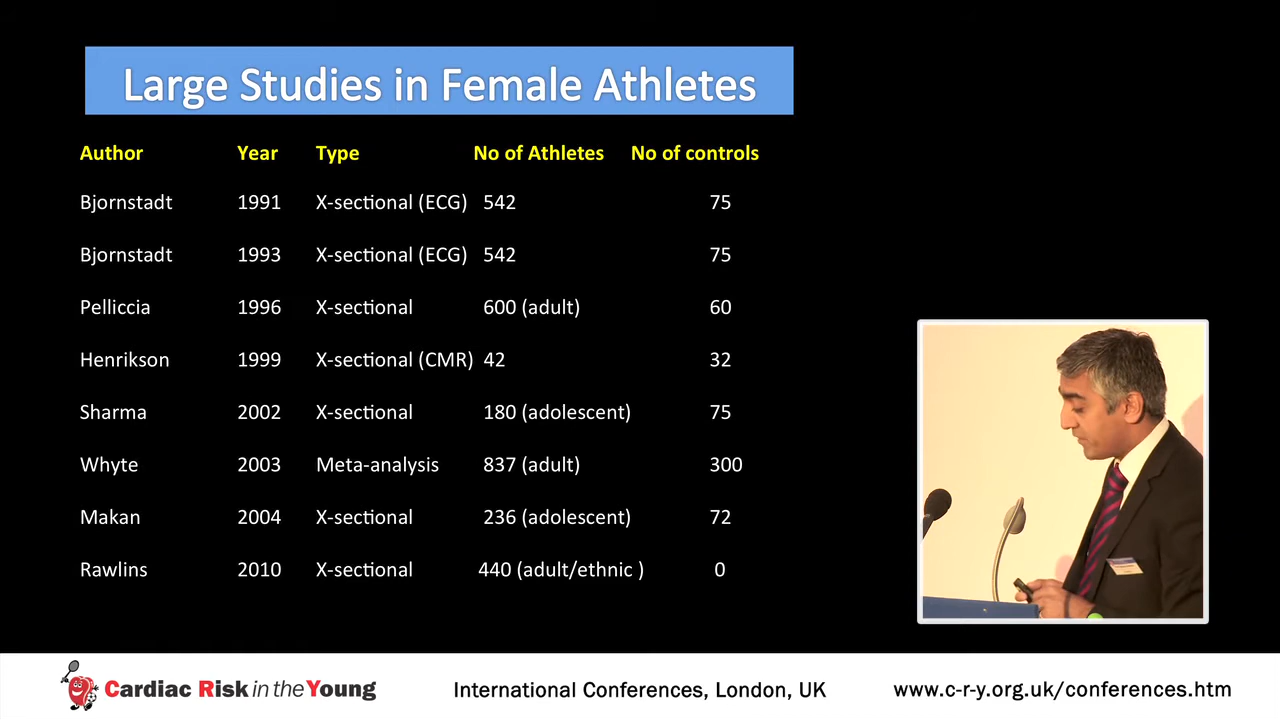 Large Studies in Female Athletes
Author Year Type No of Athletes No of controls
Bjornstadt 1991 X-sectional (ECG) 542 75
Bjornstadt 1993 X-sectional (ECG) 542 75
Pelliccia 1996 X-sectional 600 (adult) 60
Henrikson 1999 X-sectional (CMR) 42 32
Sharma 2002 X-sectional 180 (adolescent) 75
Whyte 2003 Meta-analysis 837 (adult) 300
Makan 2004 X-sectional 236 (adolescent) 72
Rawlins 2010 X-sectional 440 (adult/ethnic ) 0
Cardiac Risk in the Young International Conferences, London, UK www.c-r-y.org.uk/conferences.htm